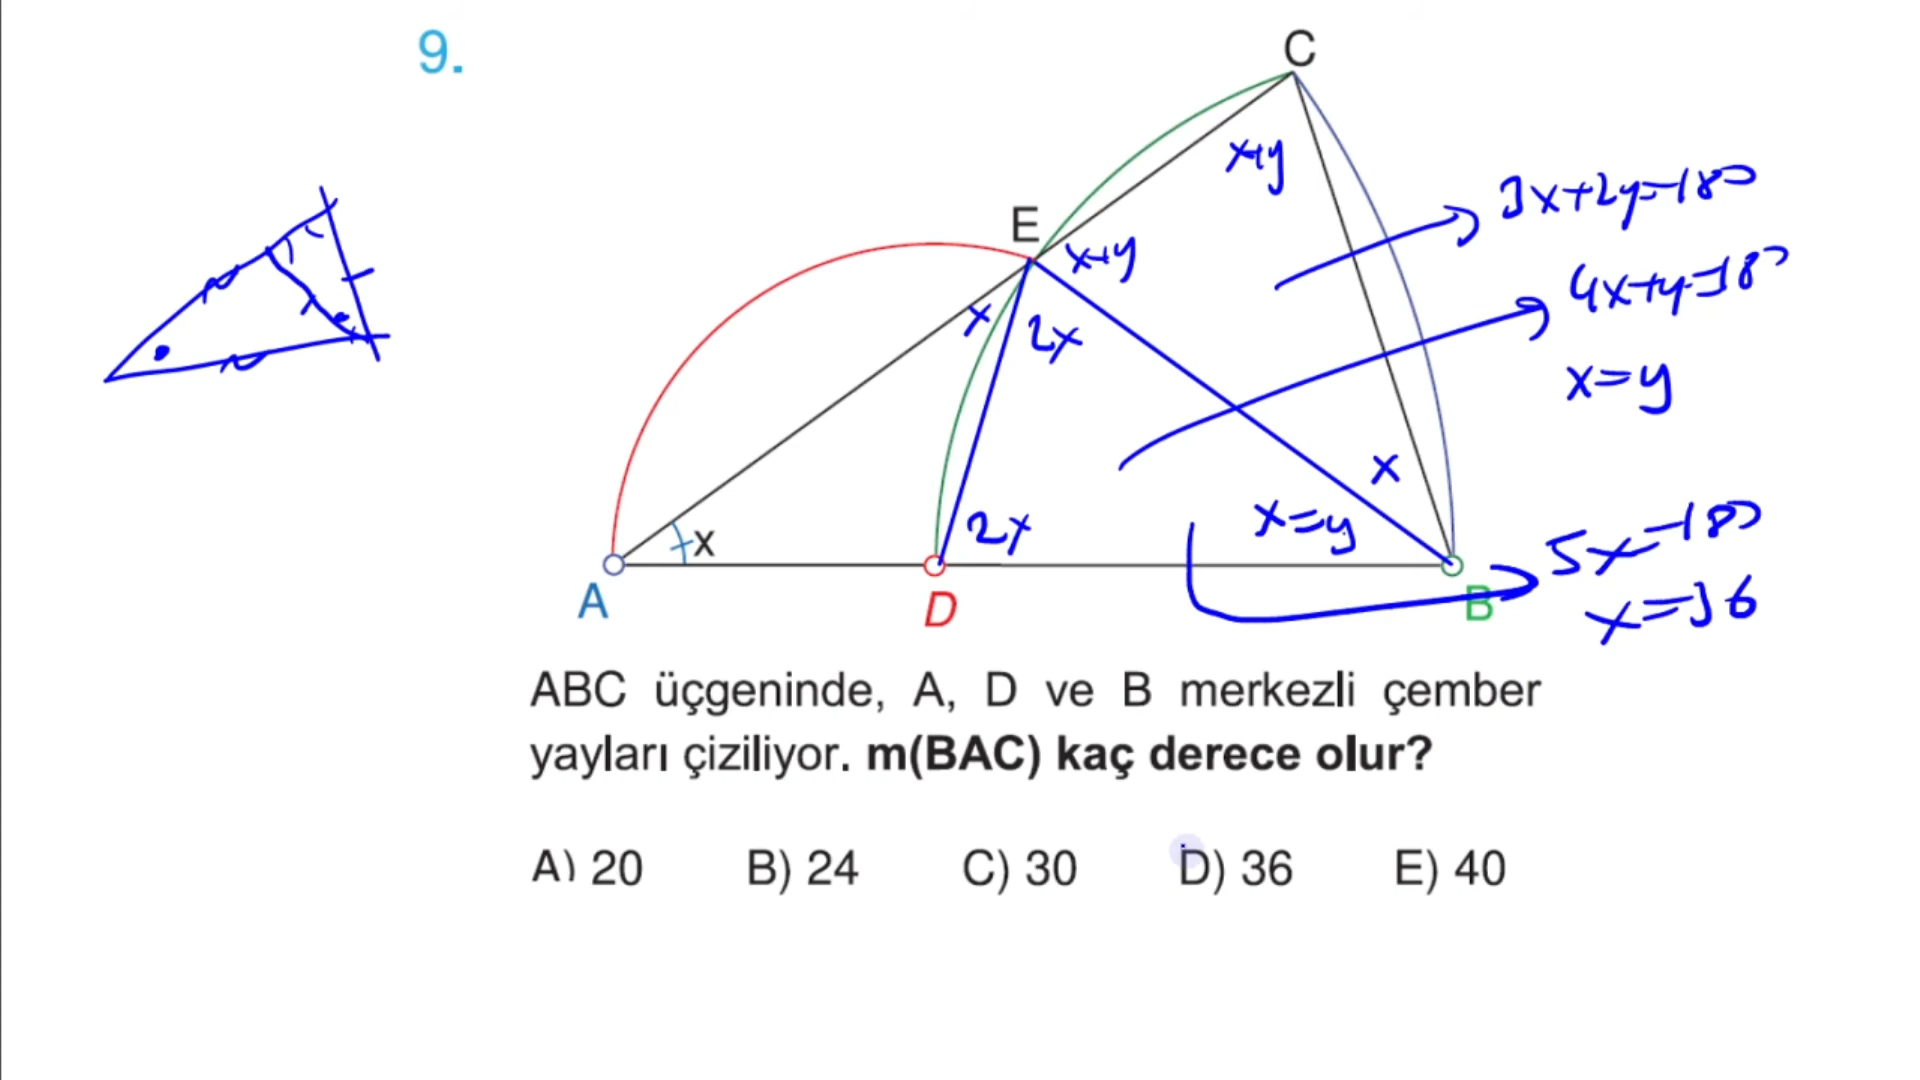 9.
C
x+y
3x+2y=180
E
x+y
4x+y=180
x
2x
x=y
x
x
2x
x=y
5x=180
A
D
B
x=36
ABC üçgeninde, A, D ve B merkezli çember
yayları çiziliyor. m(BAC) kaç derece olur?
A) 20 B) 24 C) 30 D) 36 E) 40